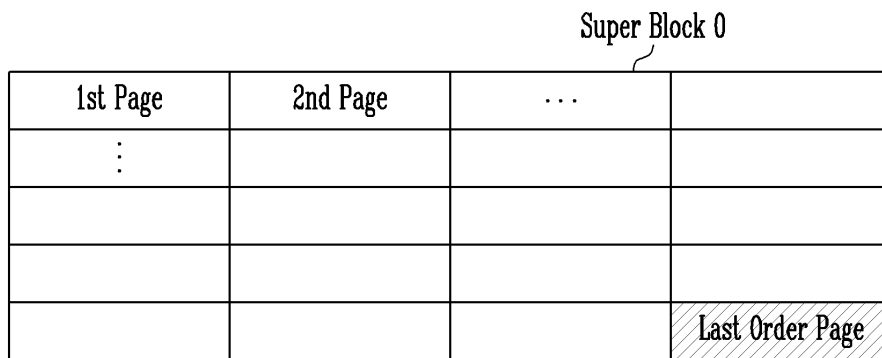 Super Block 0
1st Page 2nd Page ...
⋮
Last Order Page